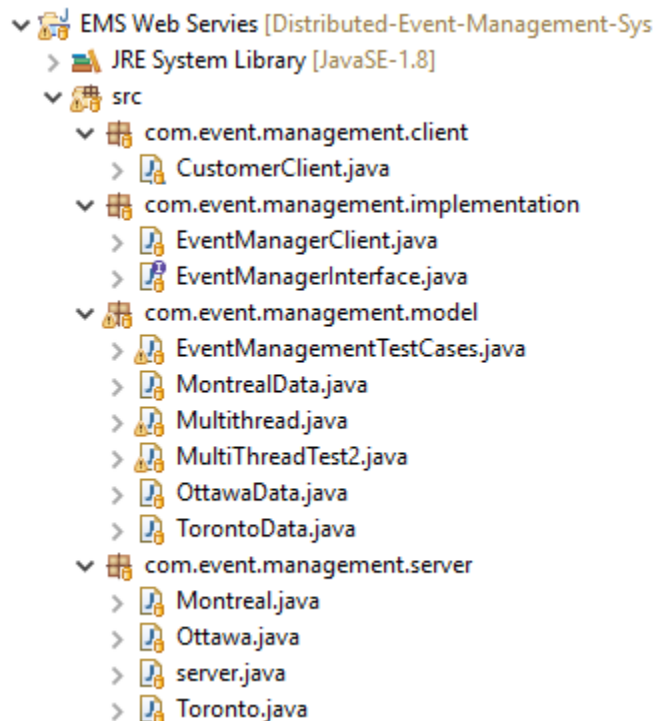 EMS Web Servies [Distributed-Event-Management-Sys
JRE System Library [JavaSE-1.8]
src
com.event.management.client
CustomerClient.java
com.event.management.implementation
EventManagerClient.java
EventManagerInterface.java
com.event.management.model
EventManagementTestCases.java
MontrealData.java
Multithread.java
MultiThreadTest2.java
OttawaData.java
TorontoData.java
com.event.management.server
Montreal.java
Ottawa.java
server.java
Toronto.java